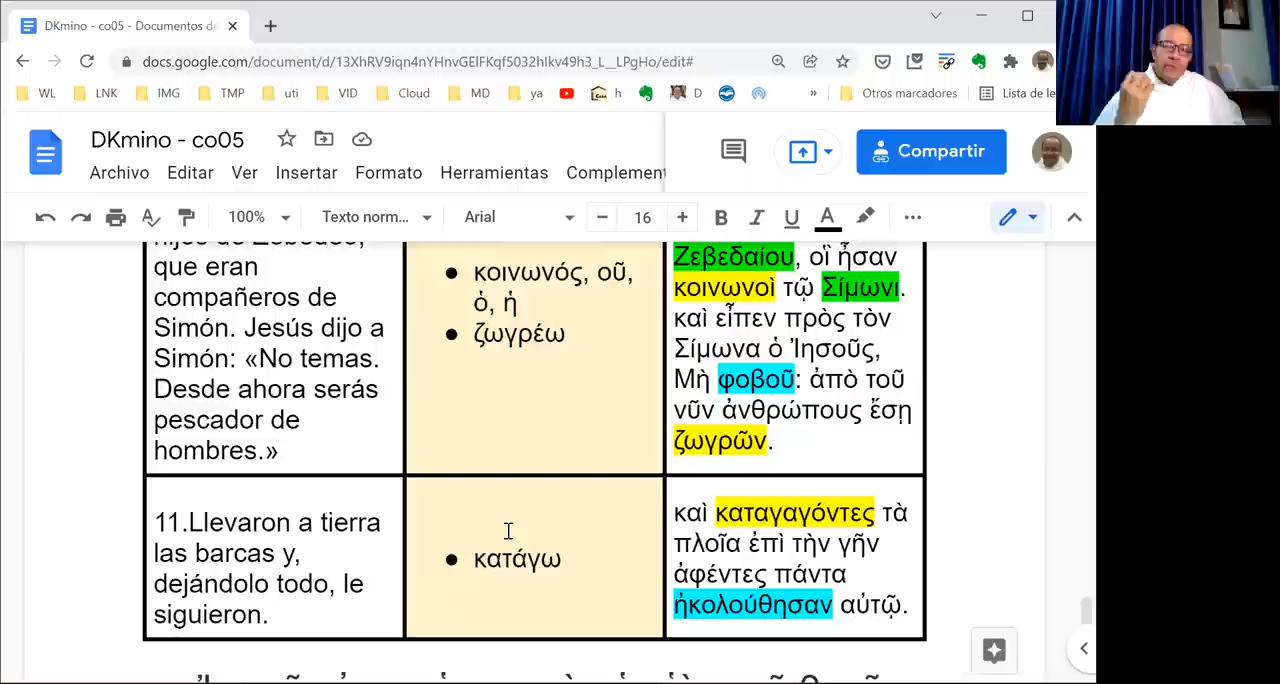 DKmino - co05 - Documentos de
docs.google.com/document/d/13XhRV9iqn4nYHnvGElFKqf5032hIkv49h3_L__LPgHo/edit#
WL LNK IMG TMP uti VID Cloud MD ya h D » Otros marcadores Lista de le
DKmino - co05
Compartir
Archivo Editar Ver Insertar Formato Herramientas Complemen
100% Texto norm... Arial − 16 + B I U A ...
hijos de Zebedeo,
que eran
compañeros de
Simón. Jesús dijo a
Simón: «No temas.
Desde ahora serás
pescador de
hombres.»
● κοινωνός, οῦ,
ὁ, ἡ
● ζωγρέω
Ζεβεδαίου, οἳ ἦσαν
κοινωνοὶ τῷ Σίμωνι.
καὶ εἶπεν πρὸς τὸν
Σίμωνα ὁ Ἰησοῦς,
Μὴ φοβοῦ: ἀπὸ τοῦ
νῦν ἀνθρώπους ἔσῃ
ζωγρῶν.
11.Llevaron a tierra
las barcas y,
dejándolo todo, le
siguieron.
● κατάγω
καὶ καταγαγόντες τὰ
πλοῖα ἐπὶ τὴν γῆν
ἀφέντες πάντα
ἠκολούθησαν αὐτῷ.